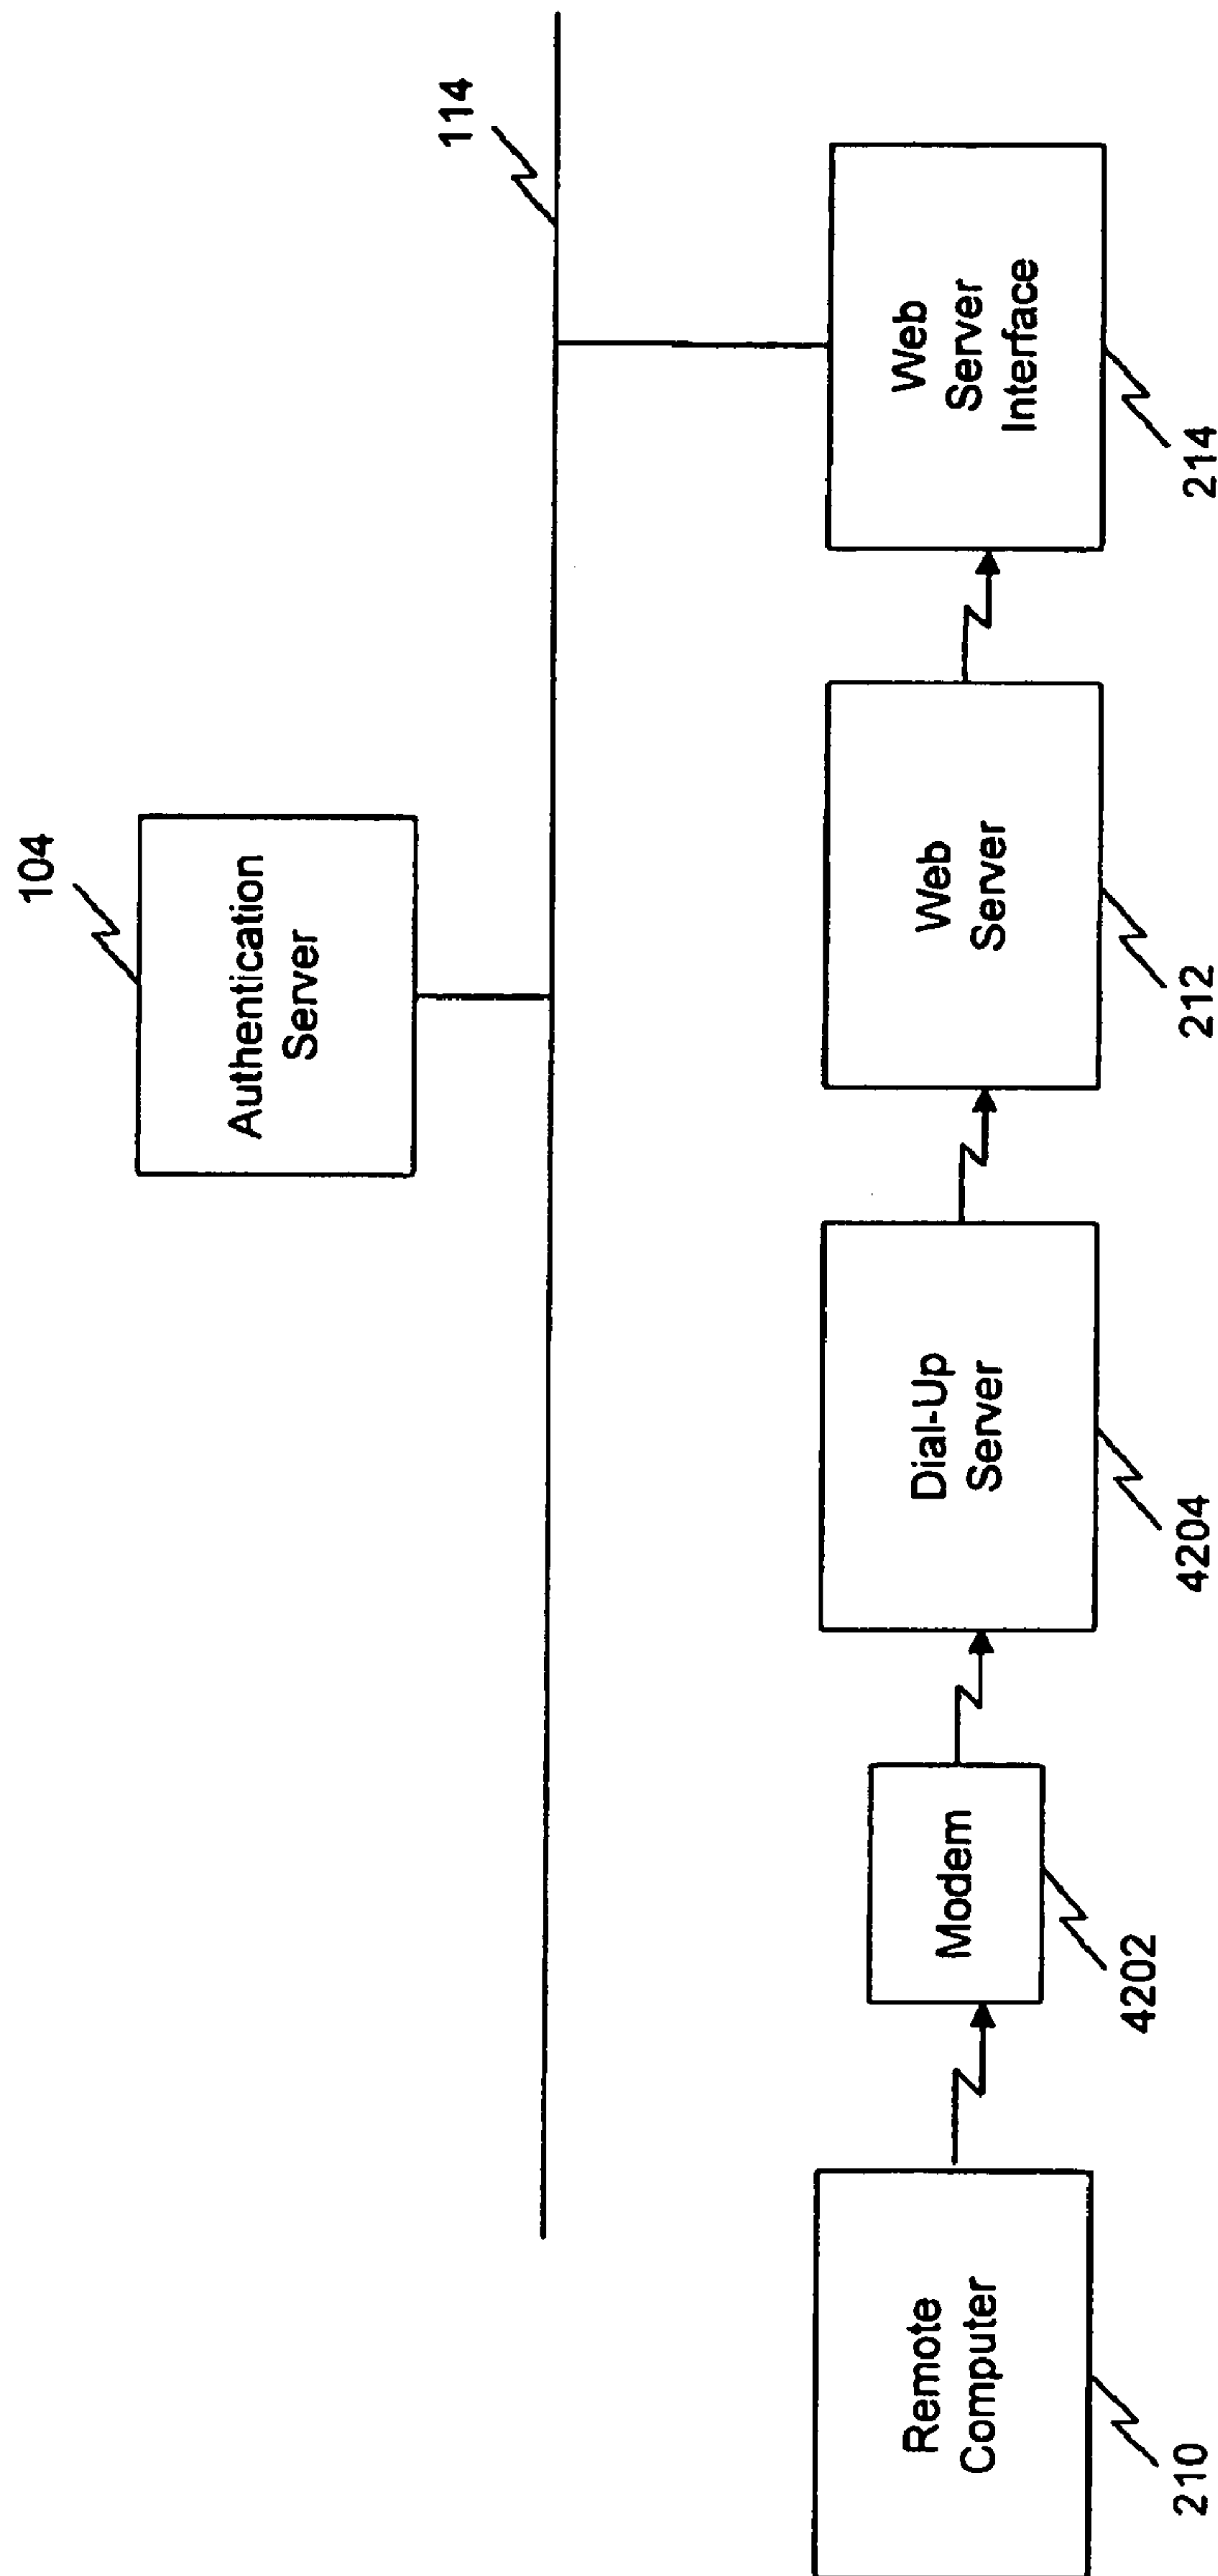 104
Authentication
Server
114
Remote
Computer
210
Modem
4202
Dial-Up
Server
4204
Web
Server
212
Web
Server
Interface
214